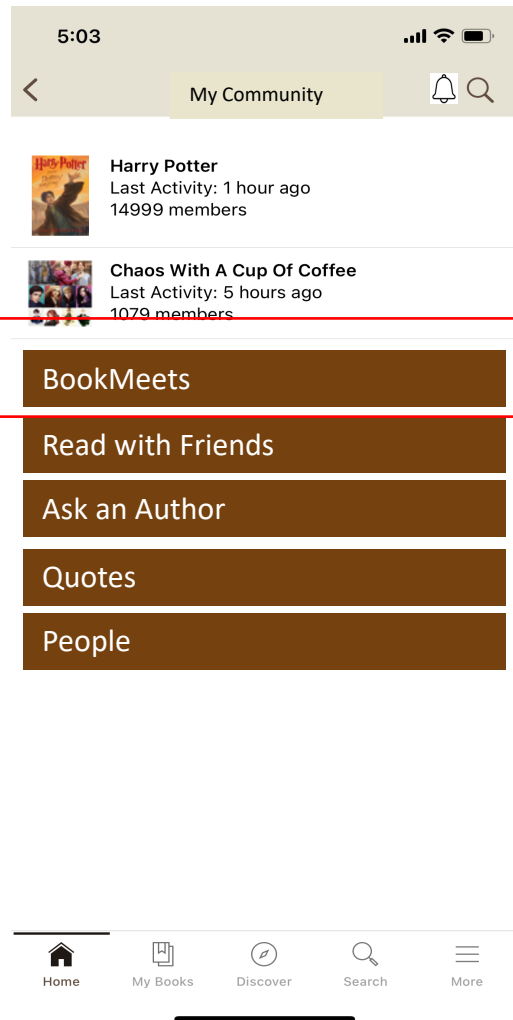 5:03
My Community
Harry Potter
Harry Potter
Last Activity: 1 hour ago
14999 members
Chaos With A Cup Of Coffee
Last Activity: 5 hours ago
1079 members
BookMeets
Read with Friends
Ask an Author
Quotes
People
Home
My Books
Discover
Search
More